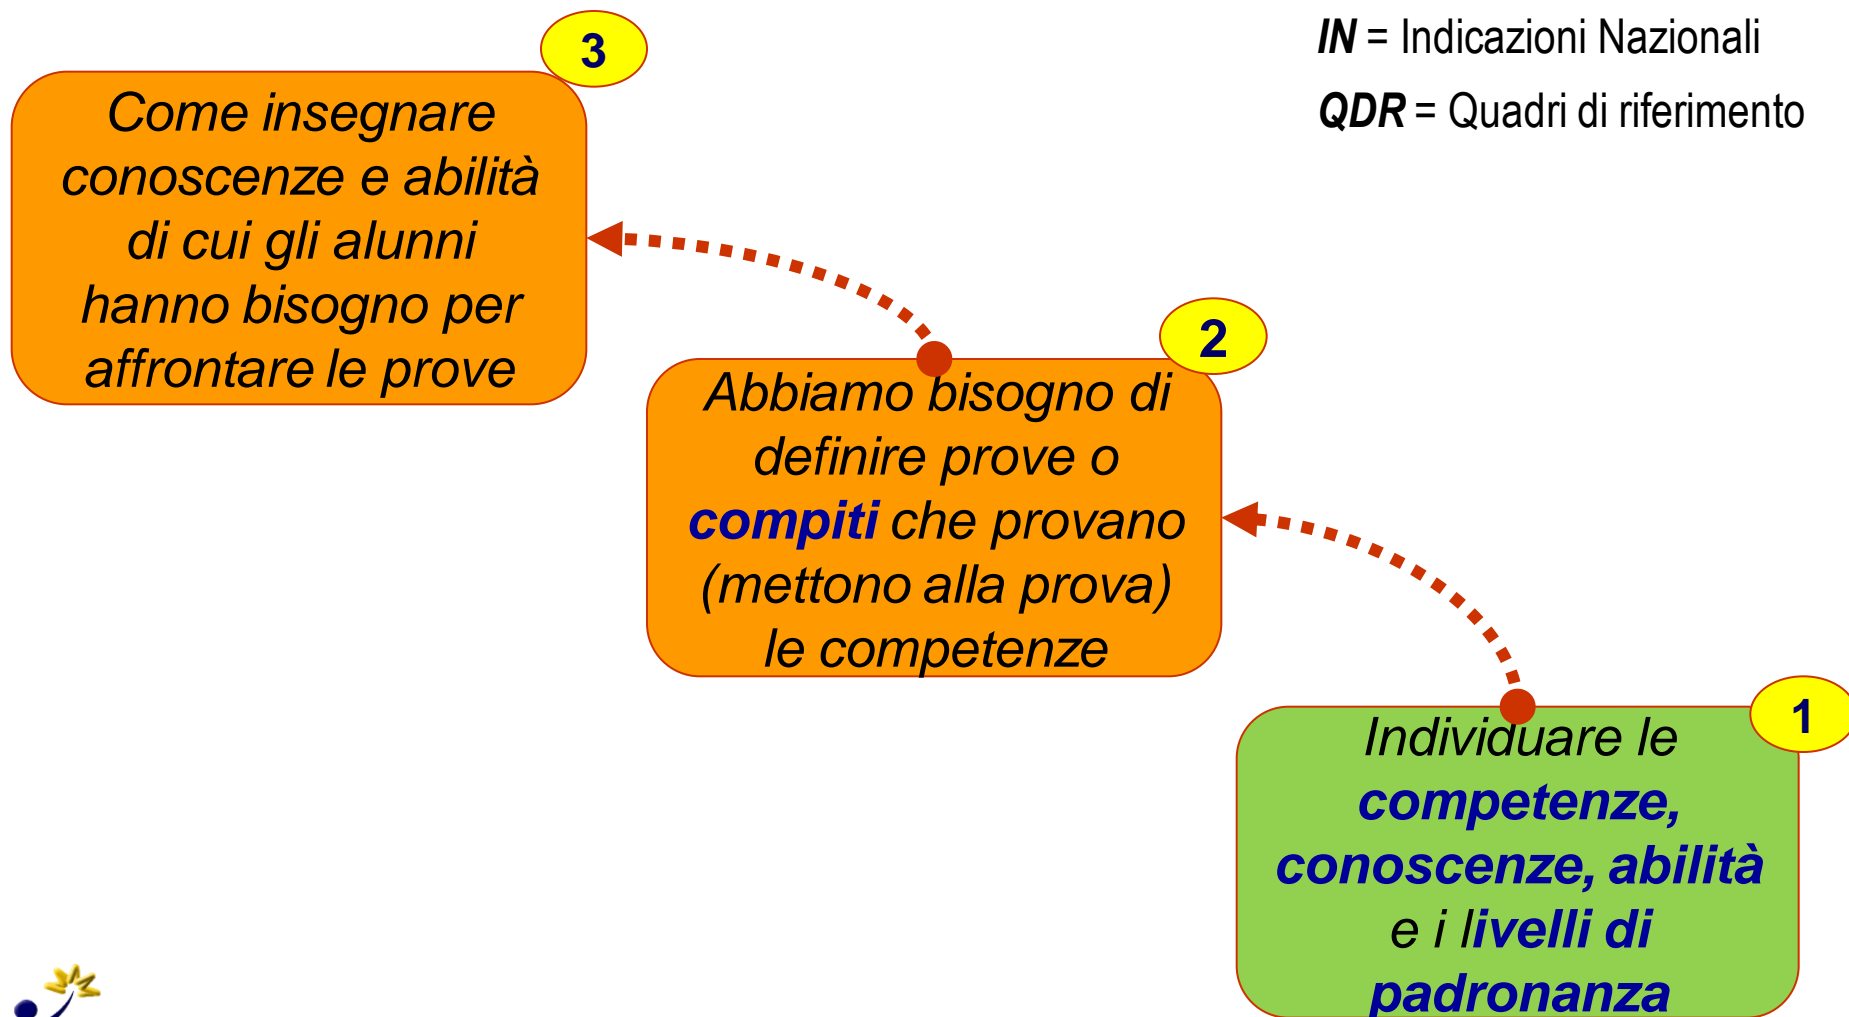 IN = Indicazioni Nazionali
QDR = Quadri di riferimento
3
Come insegnare
conoscenze e abilità
di cui gli alunni
hanno bisogno per
affrontare le prove
2
Abbiamo bisogno di
definire prove o
compiti che provano
(mettono alla prova)
le competenze
1
Individuare le
competenze,
conoscenze, abilità
e i livelli di
padronanza